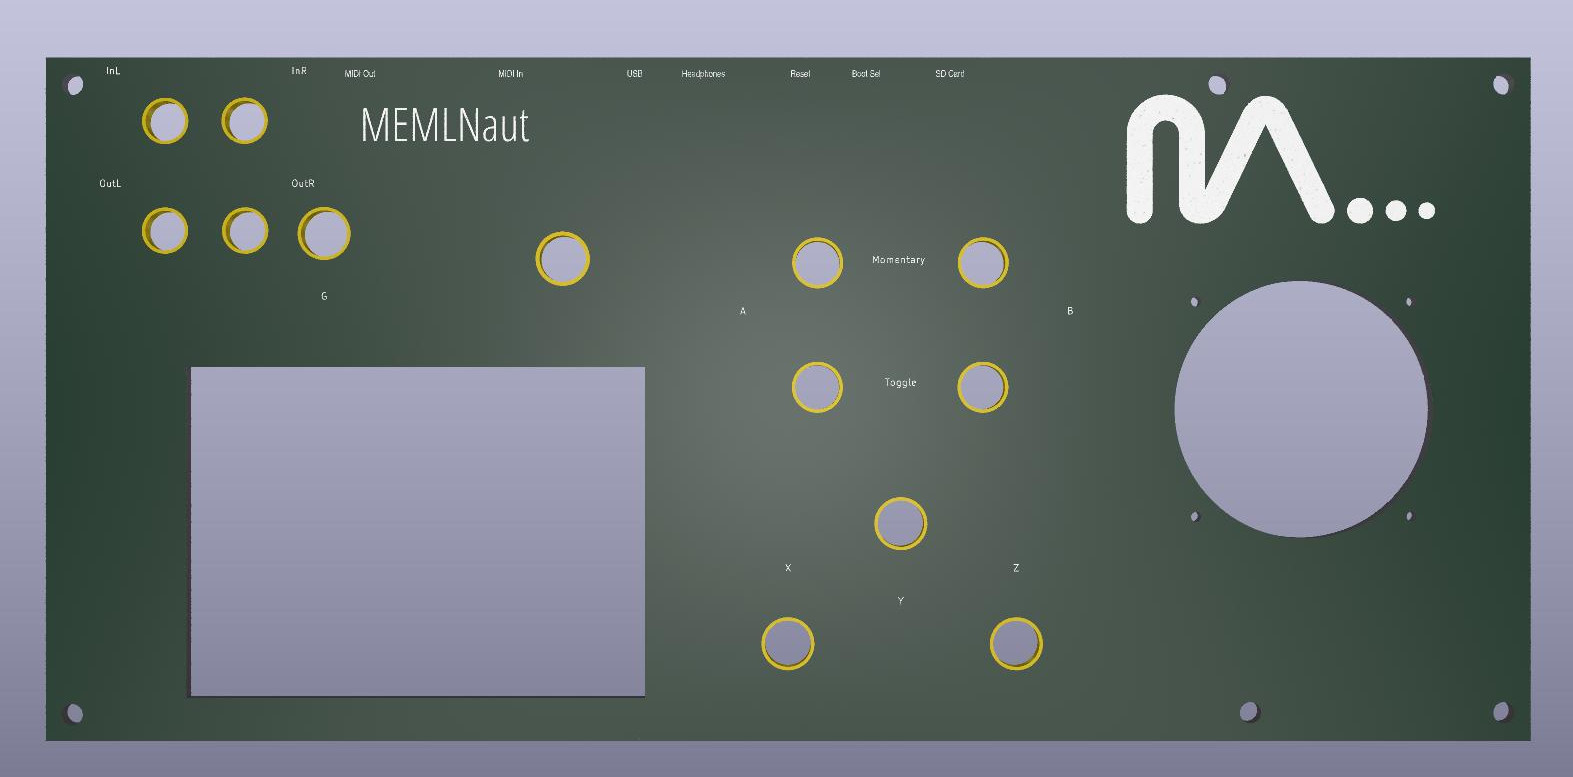 InL
InR
MIDI Out
MIDI In
USB
Headphones
Reset
Boot Sel
SD Card
MEMLNaut
OutL
OutR
G
Momentary
A
B
Toggle
X
Z
Y